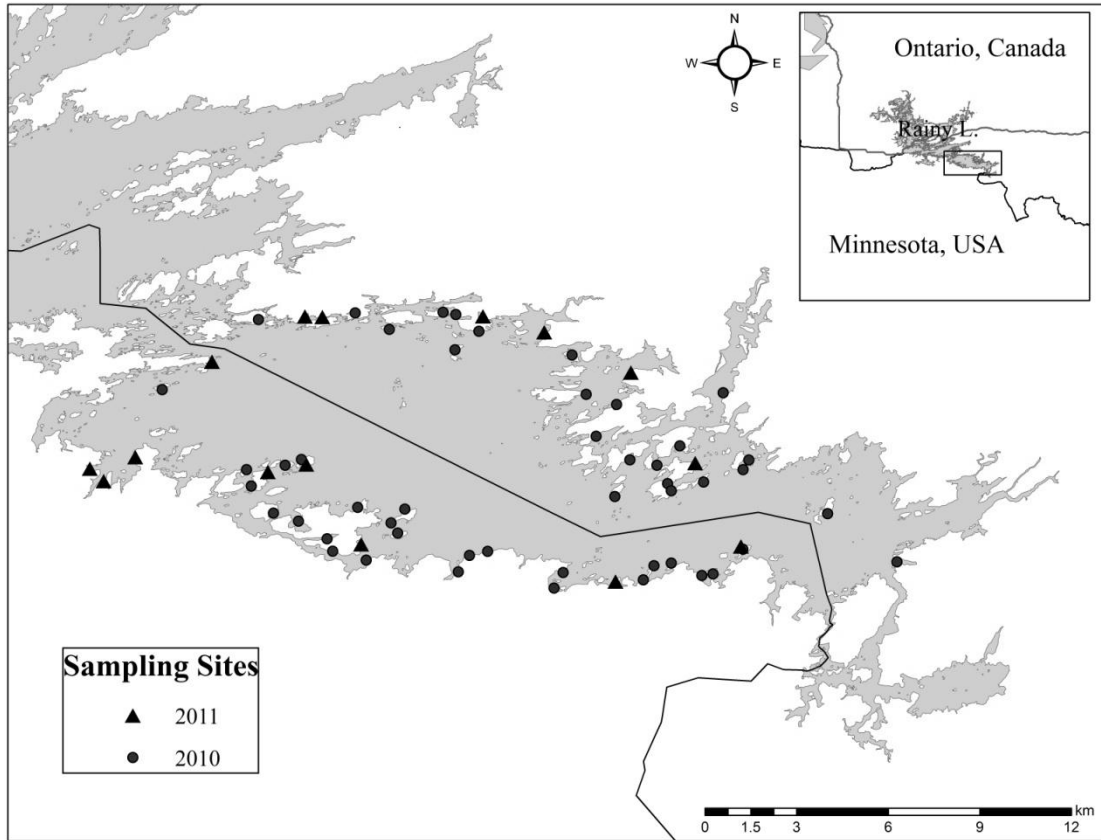 N
W E
S
Ontario, Canada
Rainy L.
Minnesota, USA
Sampling Sites
2011
2010
km
0 1.5 3 6 9 12